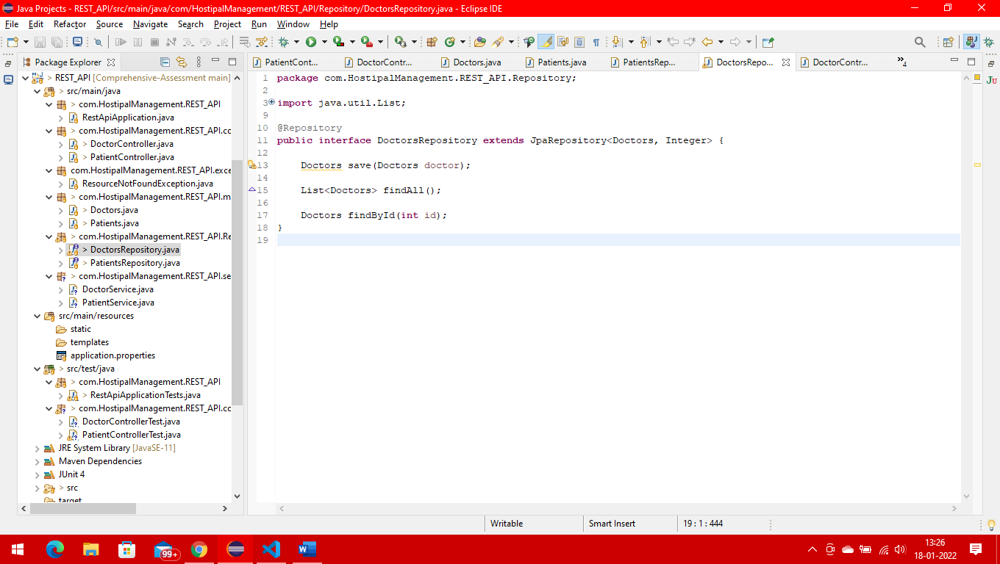 Java Projects - REST_API/src/main/java/com/HostipalManagement/REST_API/Repository/DoctorsRepository.java - Eclipse IDE
File Edit Refactor Source Navigate Search Project Run Window Help
Package Explorer
PatientCont... DoctorContr... Doctors.java Patients.java PatientsRep... DoctorsRepo... DoctorContr... »4
> REST_API [Comprehensive-Assessment main]
> src/main/java
> com.HostipalManagement.REST_API
RestApiApplication.java
> com.HostipalManagement.REST_API.cc
> DoctorController.java
> PatientController.java
com.HostipalManagement.REST_API.exce
ResourceNotFoundException.java
> com.HostipalManagement.REST_API.m
> Doctors.java
> Patients.java
> com.HostipalManagement.REST_API.Re
> DoctorsRepository.java
> PatientsRepository.java
> com.HostipalManagement.REST_API.se
DoctorService.java
PatientService.java
src/main/resources
static
templates
application.properties
> src/test/java
> com.HostipalManagement.REST_API
> RestApiApplicationTests.java
> com.HostipalManagement.REST_API.cc
DoctorControllerTest.java
PatientControllerTest.java
JRE System Library [JavaSE-11]
Maven Dependencies
JUnit 4
> src
target
1 package com.HostipalManagement.REST_API.Repository;
2
3 import java.util.List;
9
10 @Repository
11 public interface DoctorsRepository extends JpaRepository<Doctors, Integer> {
12
13 Doctors save(Doctors doctor);
14
15 List<Doctors> findAll();
16
17 Doctors findById(int id);
18 }
19
Writable Smart Insert 19 : 1 : 444
99+
13:26
18-01-2022